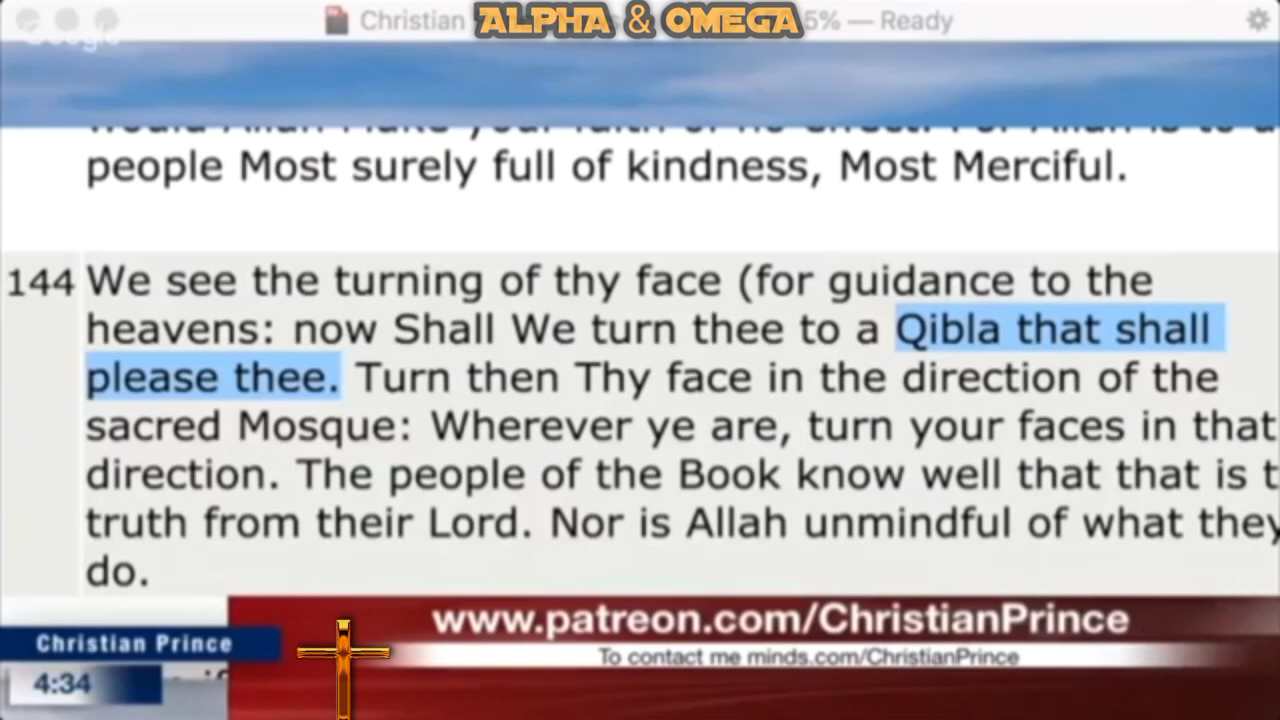 Christian
ALPHA & OMEGA
5% — Ready
Google
people Most surely full of kindness, Most Merciful.
144 We see the turning of thy face (for guidance to the
heavens: now Shall We turn thee to a Qibla that shall
please thee. Turn then Thy face in the direction of the
sacred Mosque: Wherever ye are, turn your faces in that
direction. The people of the Book know well that that is t
truth from their Lord. Nor is Allah unmindful of what they
do.
www.patreon.com/ChristianPrince
Christian Prince
To contact me minds.com/ChristianPrince
4:34